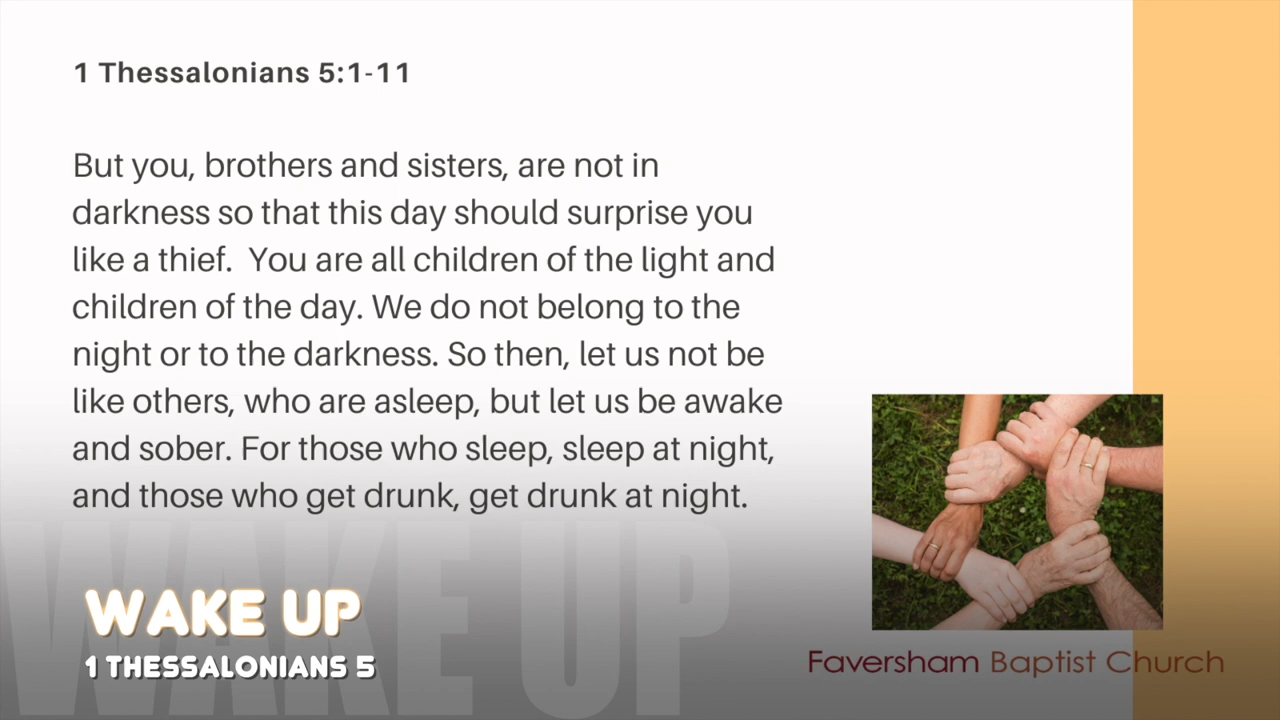 1 Thessalonians 5:1-11
But you, brothers and sisters, are not in
darkness so that this day should surprise you
like a thief.  You are all children of the light and
children of the day. We do not belong to the
night or to the darkness. So then, let us not be
like others, who are asleep, but let us be awake
and sober. For those who sleep, sleep at night,
and those who get drunk, get drunk at night.
WAKE UP
WAKE UP
1 THESSALONIANS 5
Faversham Baptist Church